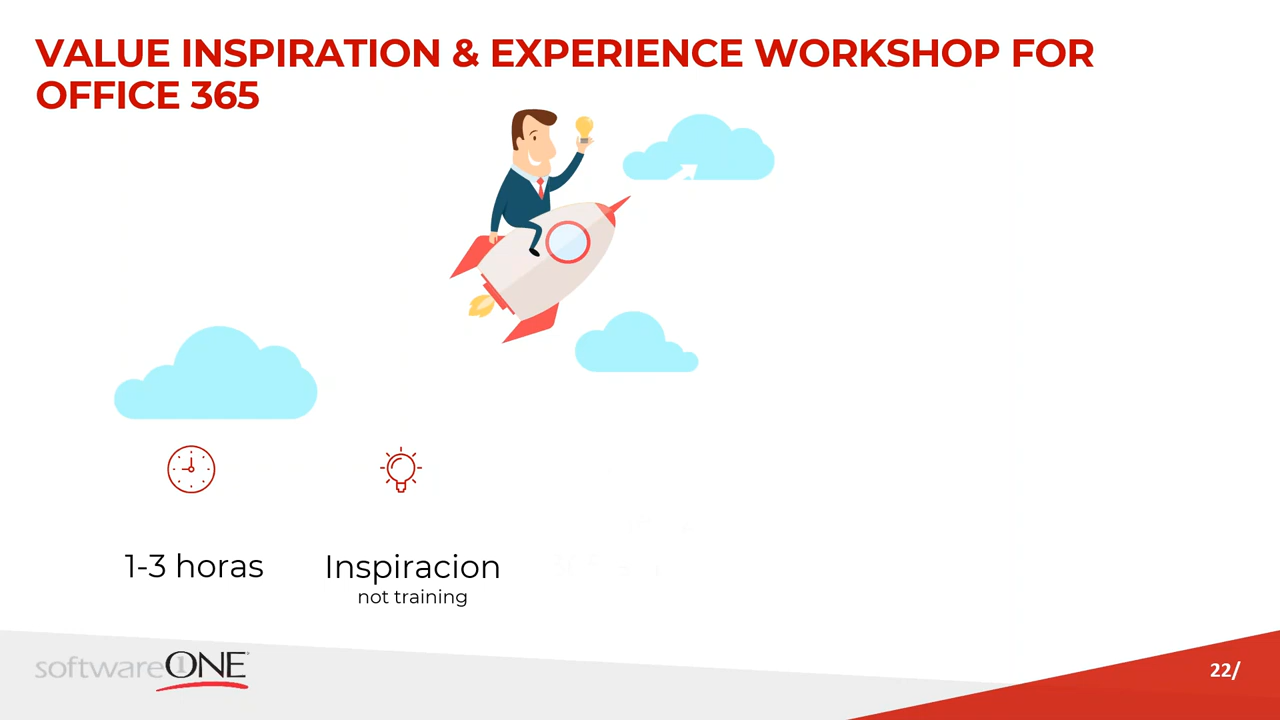 VALUE INSPIRATION & EXPERIENCE WORKSHOP FOR
OFFICE 365
1-3 horas
Inspiracion
not training
softwareONE
22/